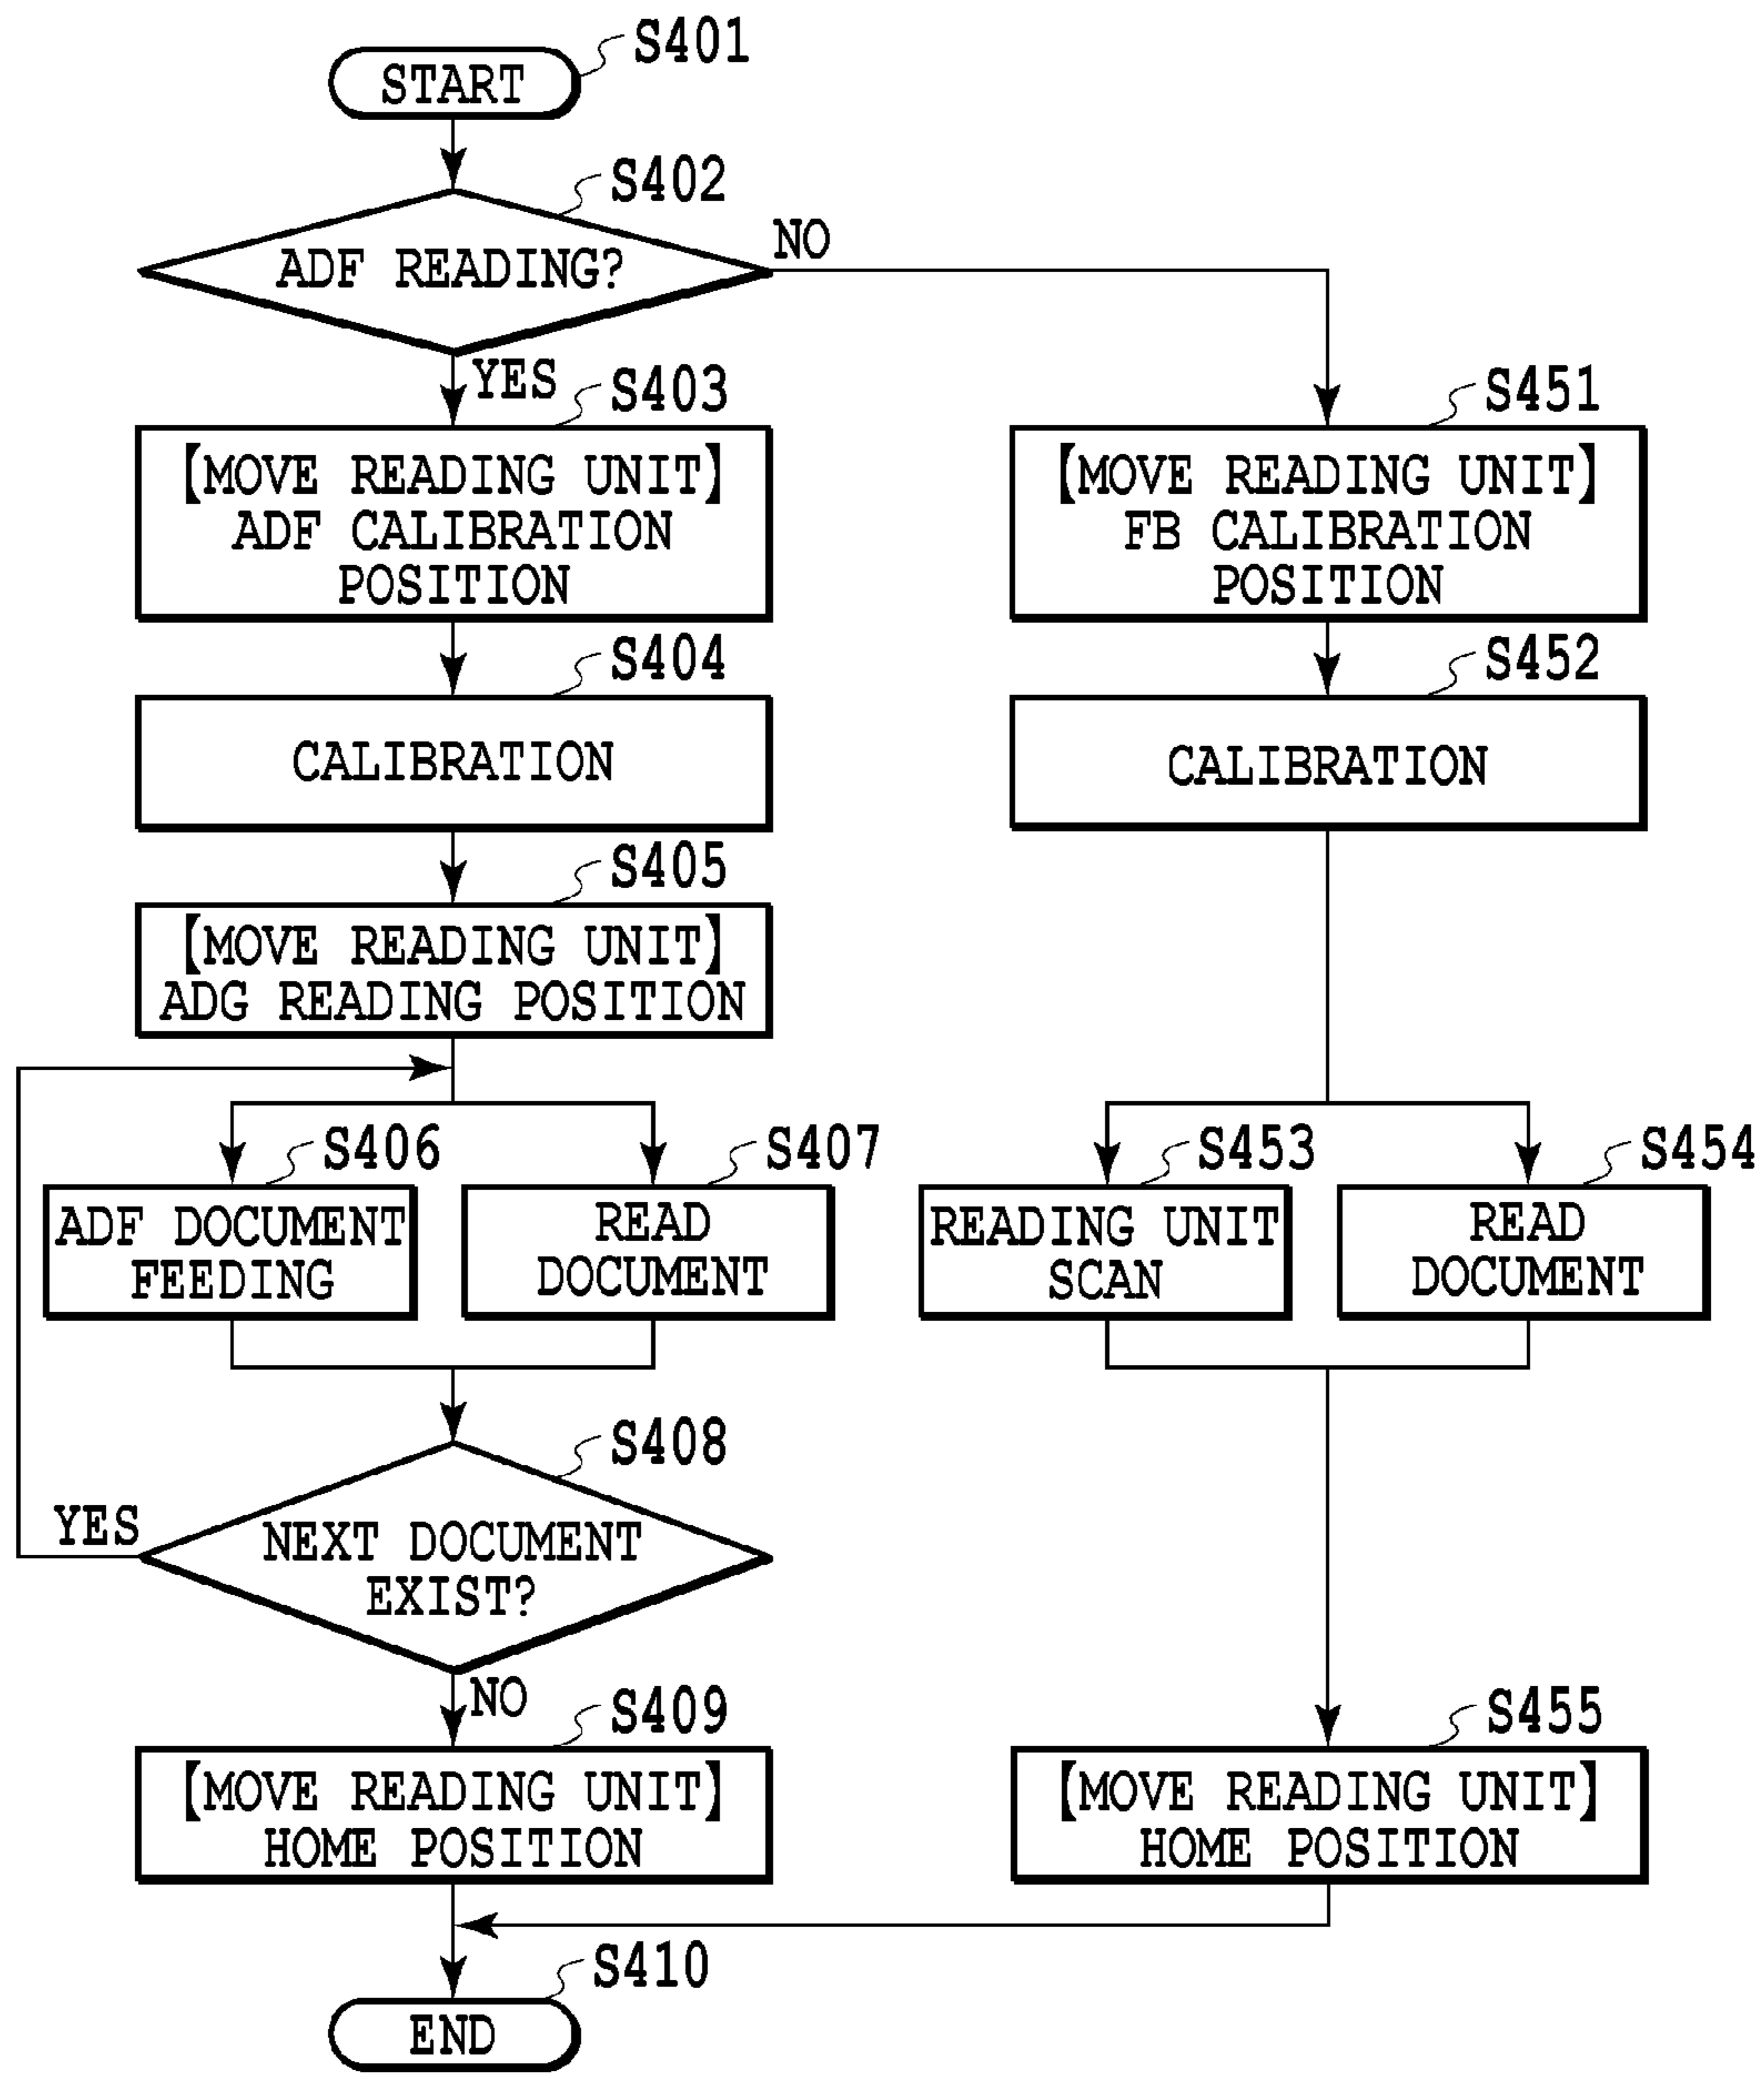 S401
START
S402
ADF READING?
NO
YES
S403
【MOVE READING UNIT】
ADF CALIBRATION
POSITION
S451
【MOVE READING UNIT】
FB CALIBRATION
POSITION
S404
CALIBRATION
S452
CALIBRATION
S405
【MOVE READING UNIT】
ADG READING POSITION
S406
ADF DOCUMENT
FEEDING
S407
READ
DOCUMENT
S453
READING UNIT
SCAN
S454
READ
DOCUMENT
S408
NEXT DOCUMENT
EXIST?
YES
NO
S409
【MOVE READING UNIT】
HOME POSITION
S455
【MOVE READING UNIT】
HOME POSITION
S410
END